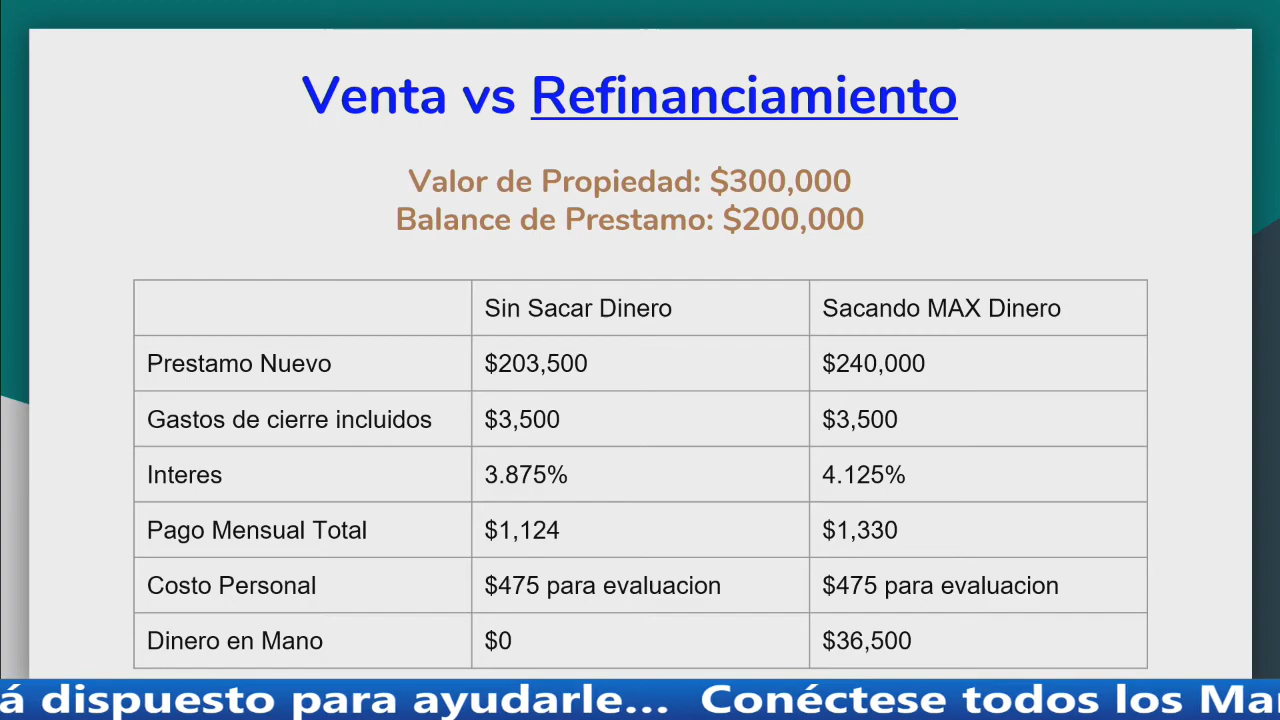 Venta vs Refinanciamiento
Valor de Propiedad: $300,000
Balance de Prestamo: $200,000
Sin Sacar Dinero Sacando MAX Dinero
Prestamo Nuevo $203,500 $240,000
Gastos de cierre incluidos $3,500 $3,500
Interes 3.875% 4.125%
Pago Mensual Total $1,124 $1,330
Costo Personal $475 para evaluacion $475 para evaluacion
Dinero en Mano $0 $36,500
á dispuesto para ayudarle... Conéctese todos los Mar